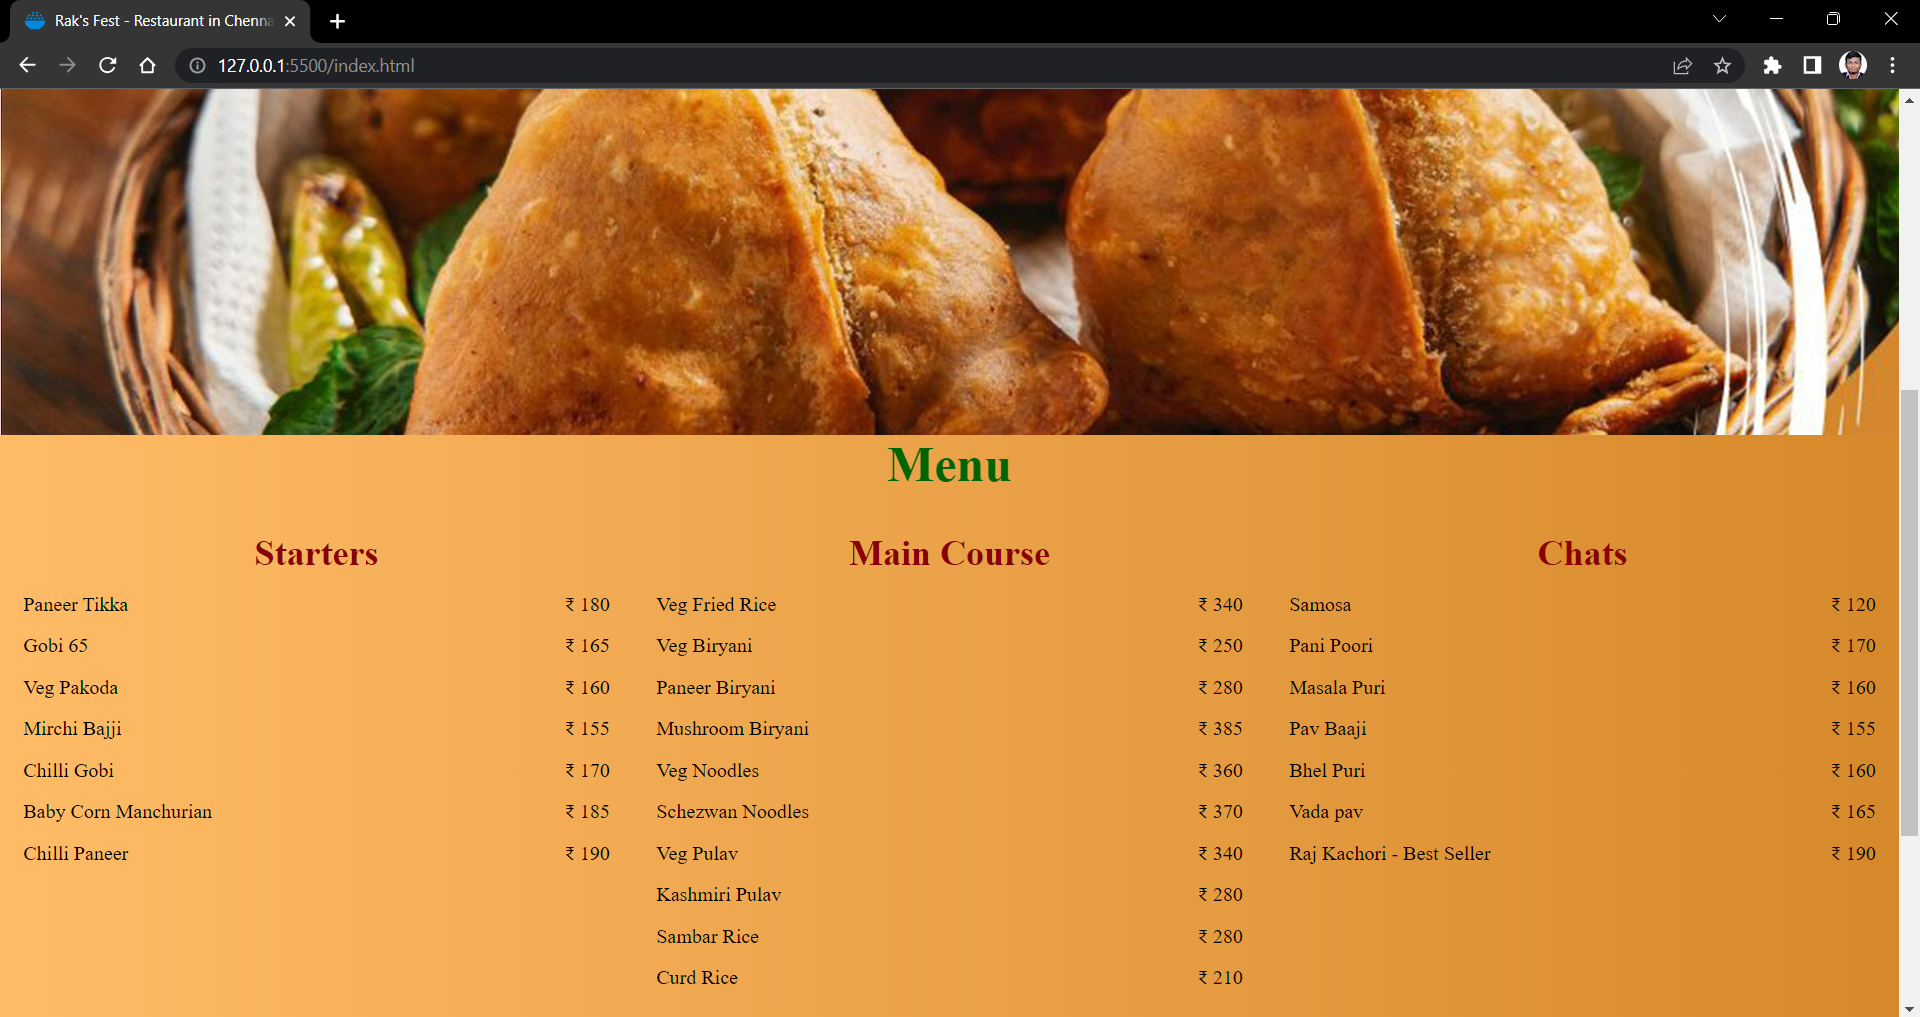 Rak's Fest - Restaurant in Chenna
127.0.0.1:5500/index.html
Menu
Starters
Paneer Tikka ₹ 180
Gobi 65 ₹ 165
Veg Pakoda ₹ 160
Mirchi Bajji ₹ 155
Chilli Gobi ₹ 170
Baby Corn Manchurian ₹ 185
Chilli Paneer ₹ 190
Main Course
Veg Fried Rice ₹ 340
Veg Biryani ₹ 250
Paneer Biryani ₹ 280
Mushroom Biryani ₹ 385
Veg Noodles ₹ 360
Schezwan Noodles ₹ 370
Veg Pulav ₹ 340
Kashmiri Pulav ₹ 280
Sambar Rice ₹ 280
Curd Rice ₹ 210
Chats
Samosa ₹ 120
Pani Poori ₹ 170
Masala Puri ₹ 160
Pav Baaji ₹ 155
Bhel Puri ₹ 160
Vada pav ₹ 165
Raj Kachori - Best Seller ₹ 190